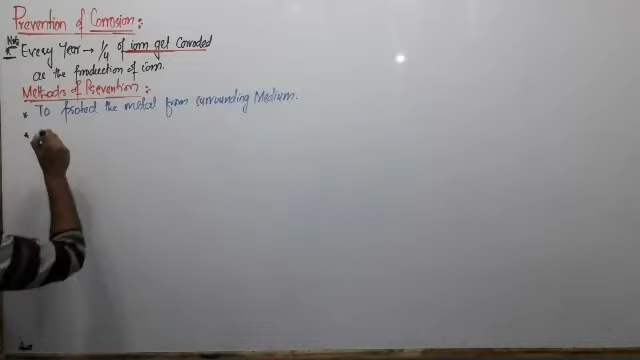 Prevention of Corrosion:
Note
* Every Year → 1/4 of iron get Corroded
as the production of iron.
Methods of Prevention:
* To protect the metal from surrounding Medium.
*